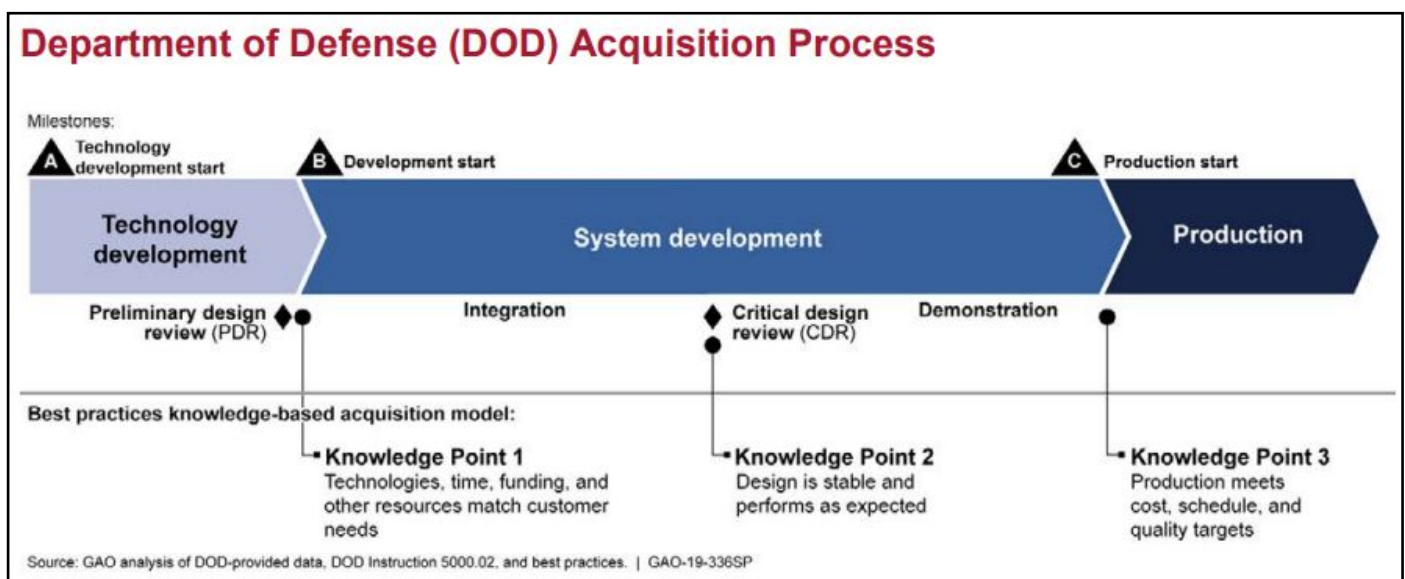 Department of Defense (DOD) Acquisition Process
Milestones:
A
Technology
development start
B
Development start
C
Production start
Technology
development
System development
Production
Preliminary design
review (PDR)
Integration
Critical design
review (CDR)
Demonstration
Best practices knowledge-based acquisition model:
Knowledge Point 1
Technologies, time, funding, and
other resources match customer
needs
Knowledge Point 2
Design is stable and
performs as expected
Knowledge Point 3
Production meets
cost, schedule, and
quality targets
Source: GAO analysis of DOD-provided data, DOD Instruction 5000.02, and best practices. | GAO-19-336SP